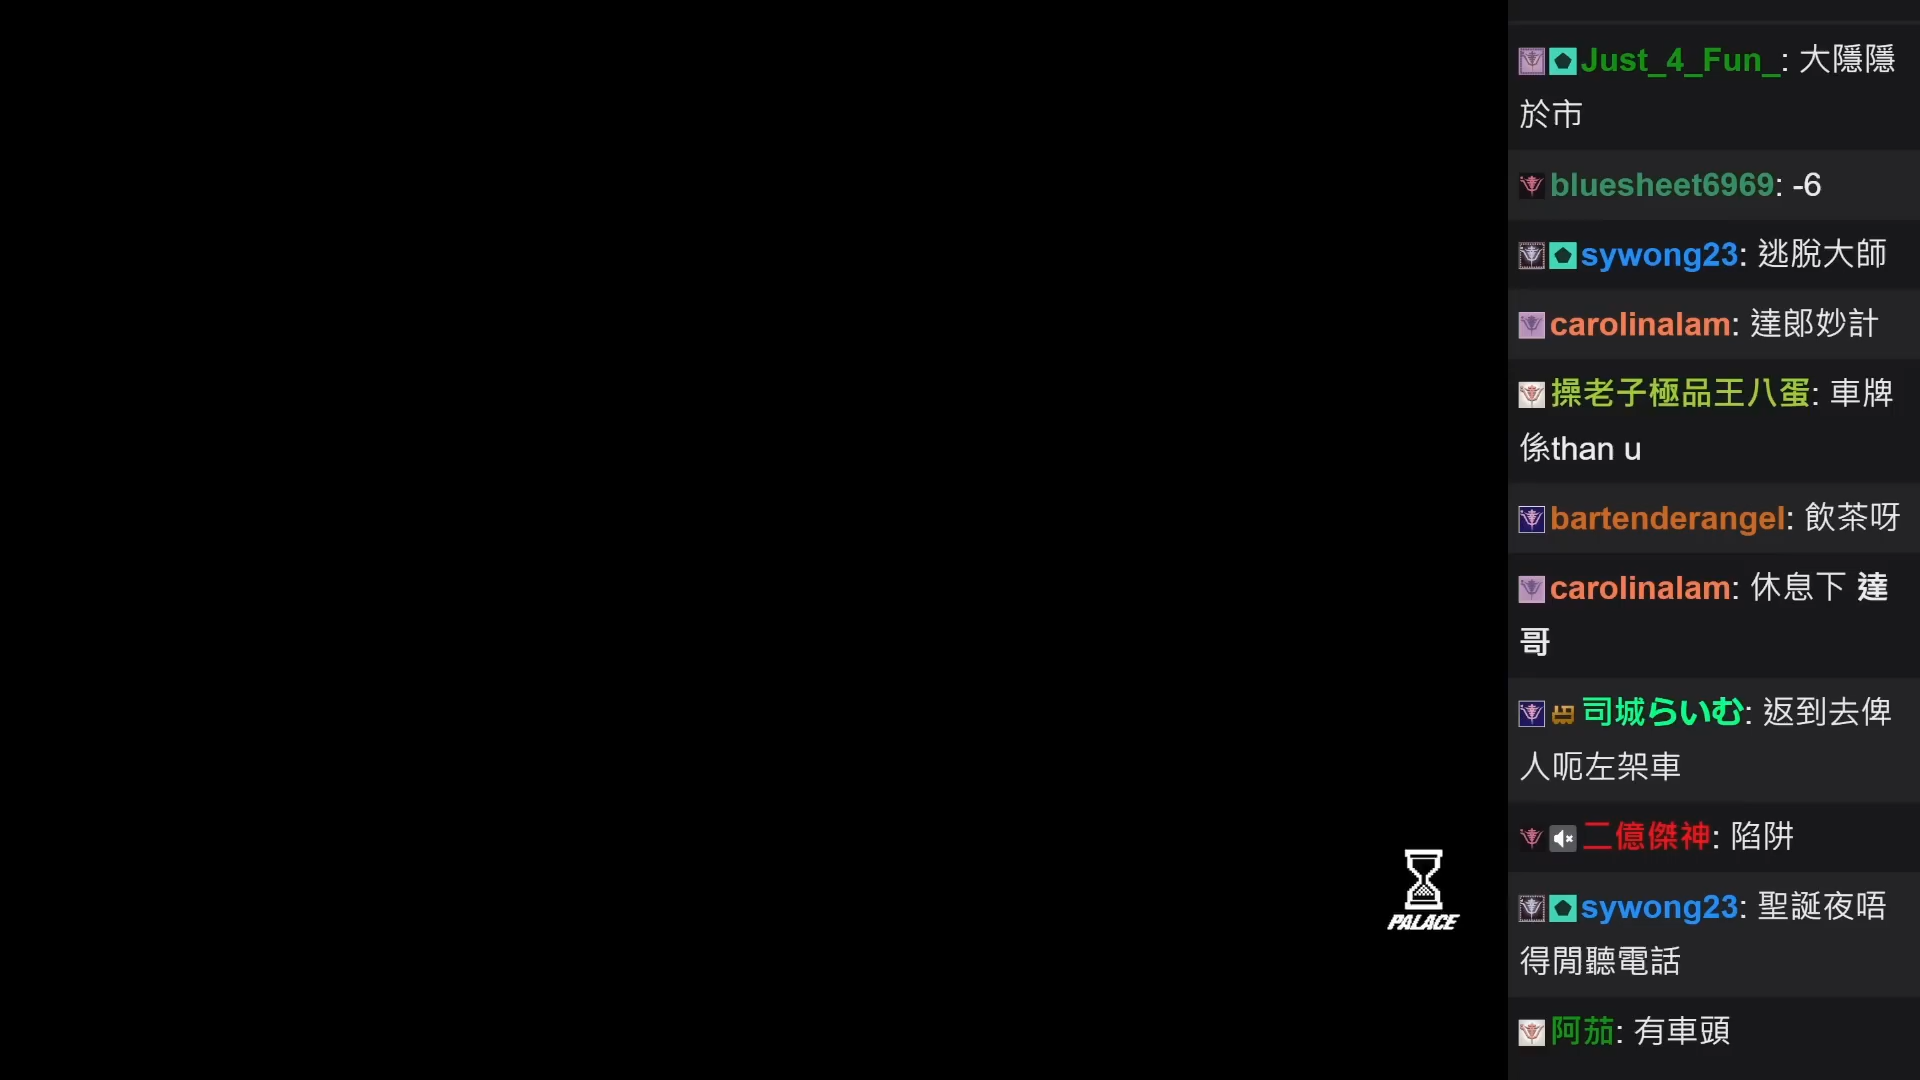 Just_4_Fun_: 大隱隱
於市
bluesheet6969: -6
sywong23: 逃脫大師
carolinalam: 達郎妙計
操老子極品王八蛋: 車牌
係than u
bartenderangel: 飲茶呀
carolinalam: 休息下 達
哥
司城らいむ: 返到去俾
人呃左架車
二億傑神: 陷阱
sywong23: 聖誕夜唔
得閒聽電話
阿茄: 有車頭
PALACE